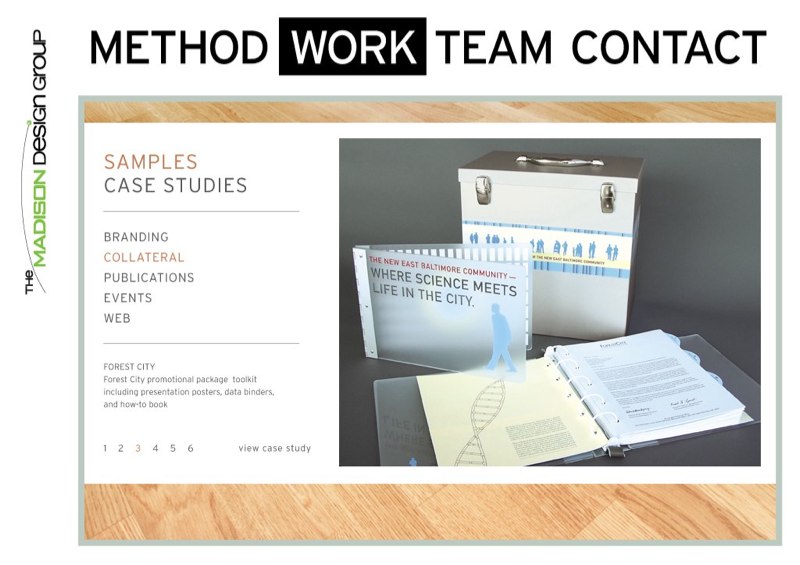 THE MADISON DESIGN GROUP
METHOD WORK TEAM CONTACT
SAMPLES
CASE STUDIES
BRANDING
COLLATERAL
PUBLICATIONS
EVENTS
WEB
FOREST CITY
Forest City promotional package toolkit
including presentation posters, data binders,
and how-to book
1 2 3 4 5 6
view case study
THE NEW EAST BALTIMORE COMMUNITY—
WHERE SCIENCE MEETS
LIFE IN THE CITY.
THE NEW EAST BALTIMORE COMMUNITY